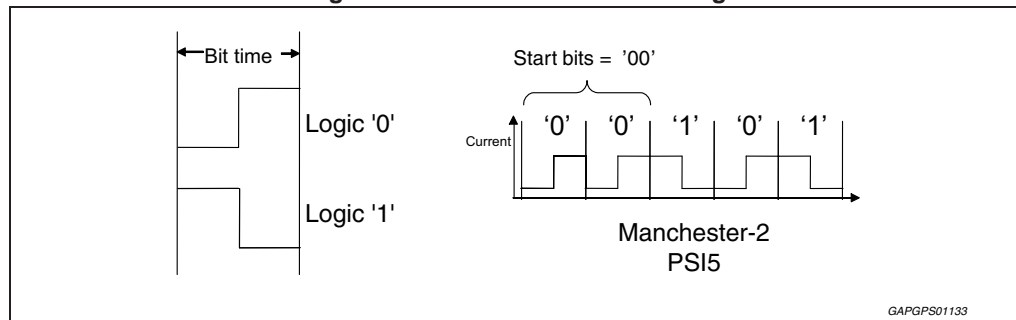 Bit time
Logic '0'
Logic '1'
Start bits = '00'
Current
‘0’ ‘0’ ‘1’ ‘0’ ‘1’
Manchester-2
PSI5
GAPGPS01133